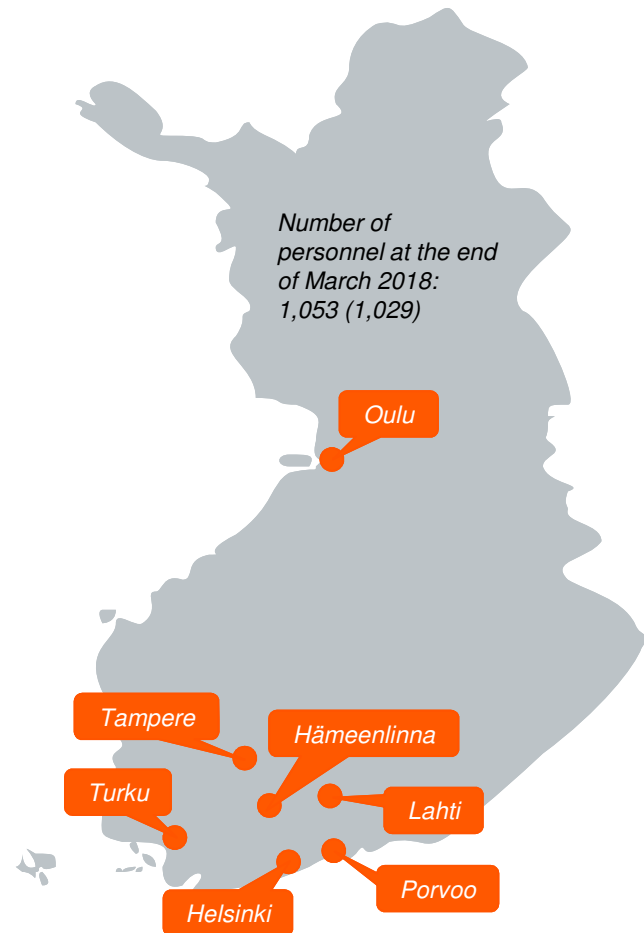 Number of
personnel at the end
of March 2018:
1,053 (1,029)
Oulu
Tampere
Hämeenlinna
Turku
Lahti
Porvoo
Helsinki